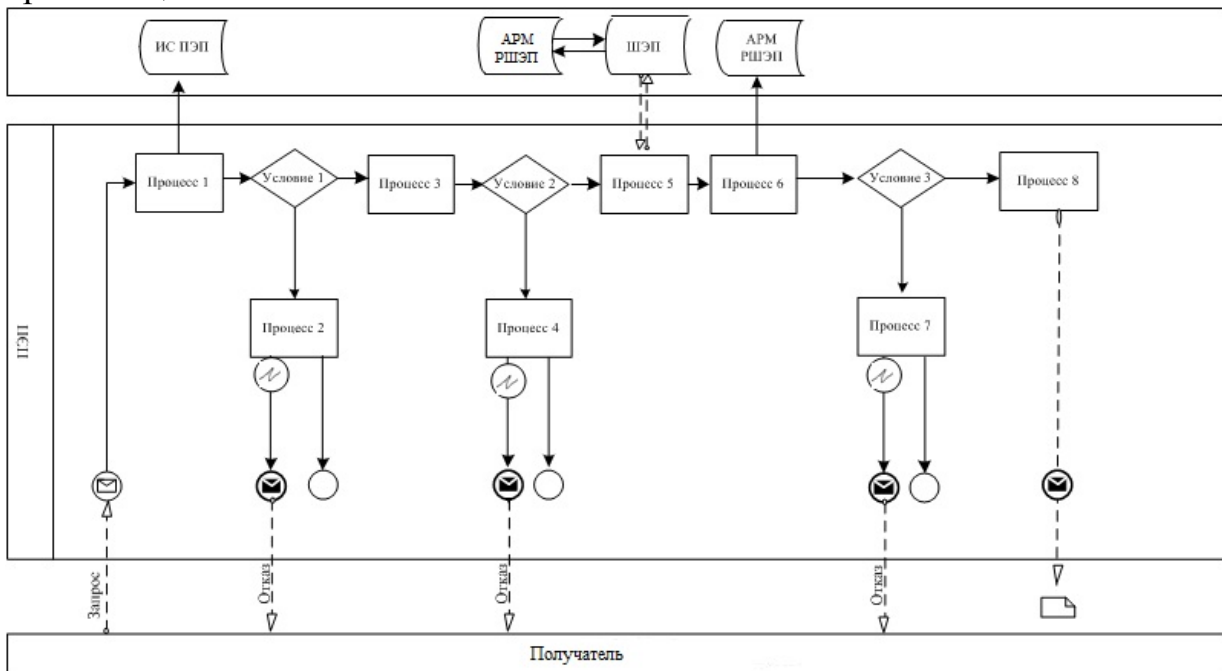 ИС ПЭП
АРМ
РШЭП
ШЭП
АРМ
РШЭП
ПЭП
Процесс 1
Условие 1
Процесс 3
Условие 2
Процесс 5
Процесс 6
Условие 3
Процесс 8
Процесс 2
Процесс 4
Процесс 7
Запрос
Отказ
Отказ
Отказ
Получатель